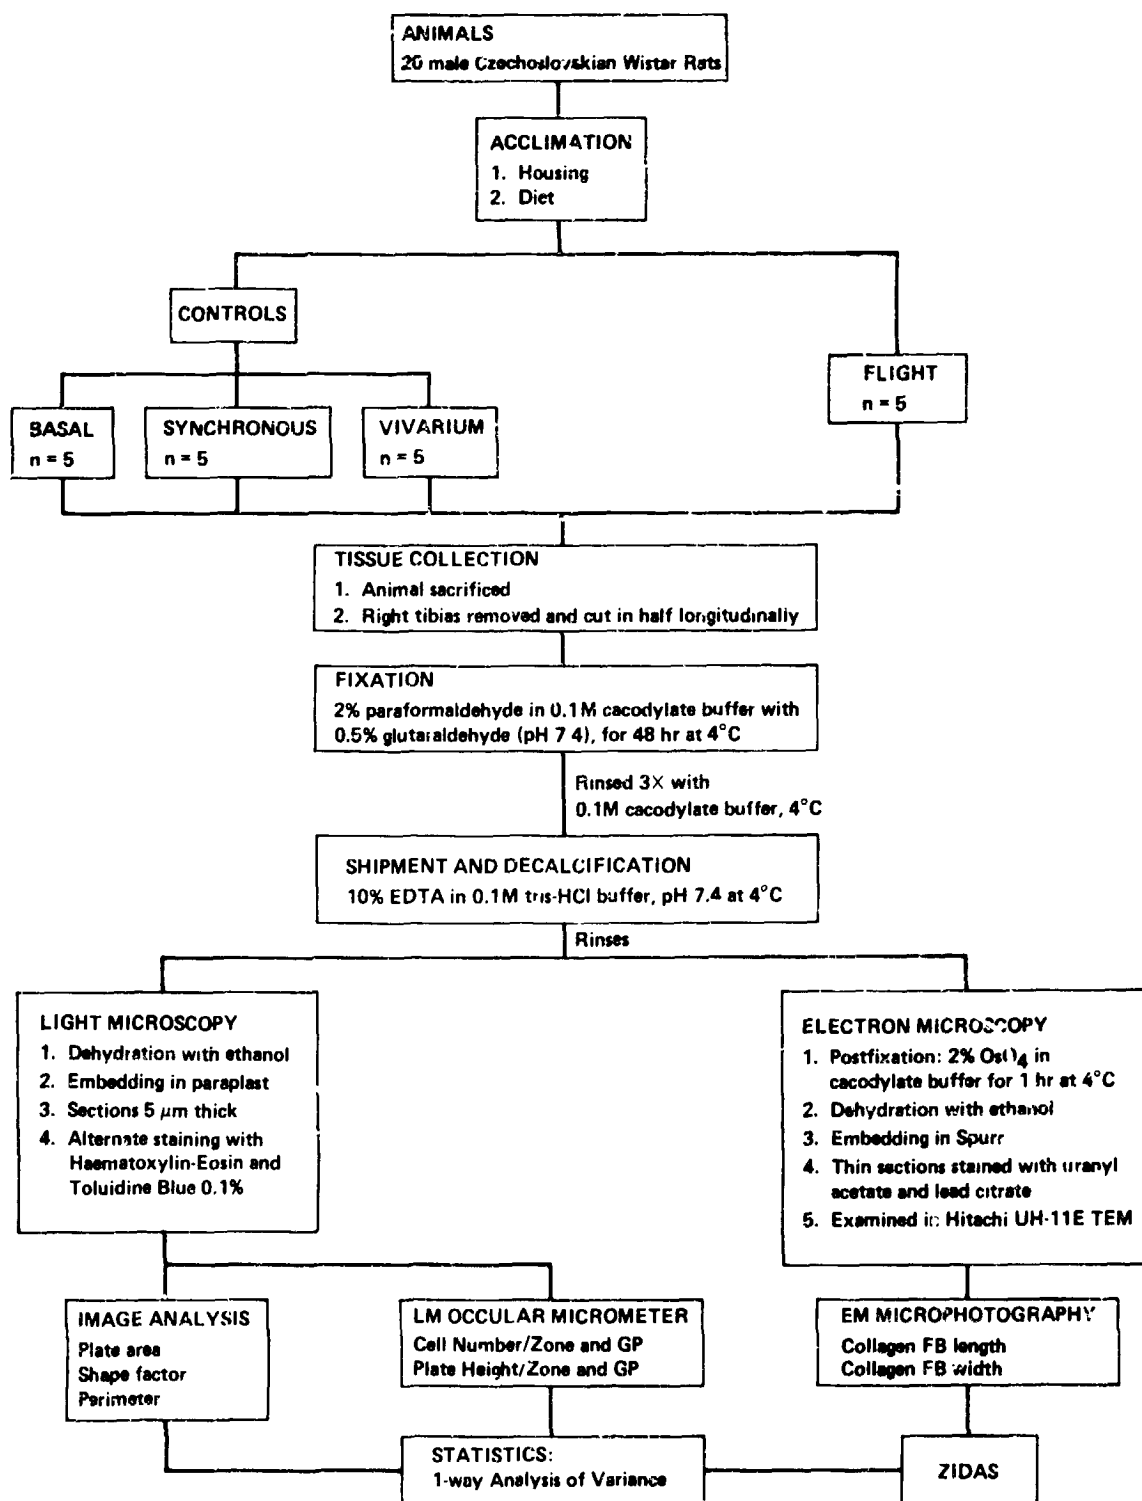 ANIMALS
20 male Czechoslovskian Wister Rats
ACCLIMATION
1. Housing
2. Diet
CONTROLS
FLIGHT
n = 5
BASAL
n = 5
SYNCHRONOUS
n = 5
VIVARIUM
n = 5
TISSUE COLLECTION
1. Animal sacrificed
2. Right tibias removed and cut in half longitudinally
FIXATION
2% paraformaldehyde in 0.1M cacodylate buffer with
0.5% glutaraldehyde (pH 7 4), for 48 hr at 4°C
Rinsed 3X with
0.1M cacodylate buffer, 4°C
SHIPMENT AND DECALCIFICATION
10% EDTA in 0.1M tris-HCl buffer, pH 7.4 at 4°C
Rinses
LIGHT MICROSCOPY
1. Dehydration with ethanol
2. Embedding in paraplast
3. Sections 5 μm thick
4. Alternate staining with
Haematoxylin-Eosin and
Toluidine Blue 0.1%
ELECTRON MICROSCOPY
1. Postfixation: 2% OsO4 in
cacodylate buffer for 1 hr at 4°C
2. Dehydration with ethanol
3. Embedding in Spurr
4. Thin sections stained with uranyl
acetate and lead citrate
5. Examined in Hitachi UH-11E TEM
IMAGE ANALYSIS
Plate area
Shape factor
Perimeter
LM OCCULAR MICROMETER
Cell Number/Zone and GP
Plate Height/Zone and GP
EM MICROPHOTOGRAPHY
Collagen FB length
Collagen FB width
STATISTICS:
1-way Analysis of Variance
ZIDAS